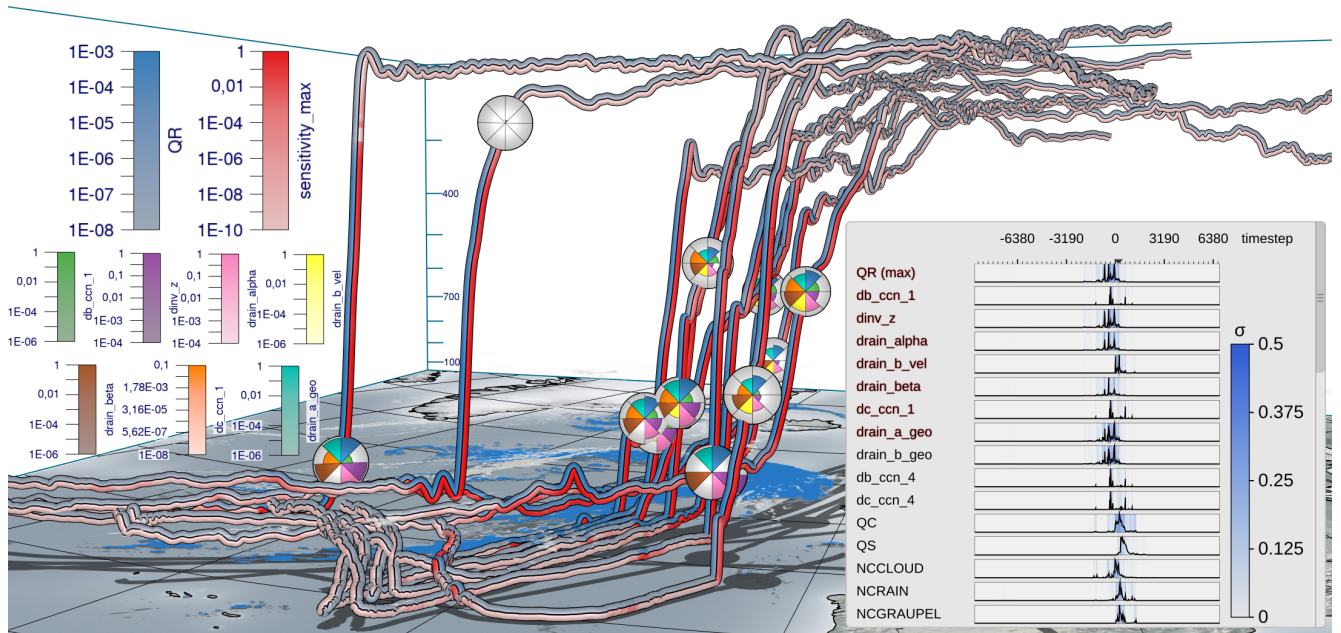 1E-03
1E-04
1E-05
1E-06
1E-07
1E-08
QR
1
0,01
1E-04
1E-06
1E-08
1E-10
sensitivity_max
1
0,01
1E-04
1E-06
db_ccn_1
1
0,1
0,01
1E-03
1E-04
dinv_z
1
0,1
0,01
1E-03
1E-04
drain_alpha
1
0,01
1E-04
1E-06
drain_b_vel
1
0,01
1E-04
1E-06
drain_beta
0,1
1,78E-03
3,16E-05
5,62E-07
1E-08
dc_ccn_1
1
0,01
1E-04
1E-06
drain_a_geo
400
700
100
-6380 -3190 0 3190 6380 timestep
QR (max)
db_ccn_1
dinv_z
drain_alpha
drain_b_vel
drain_beta
dc_ccn_1
drain_a_geo
drain_b_geo
db_ccn_4
dc_ccn_4
QC
QS
NCCLOUD
NCRAIN
NCGRAUPEL
σ
0.5
0.375
0.25
0.125
0